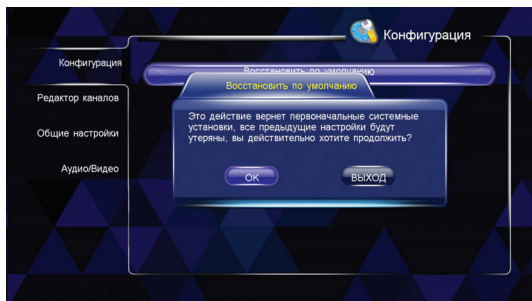 Конфигурация
Конфигурация
Восстановить по умолчанию
Восстановить по умолчанию
Редактор каналов
Это действие вернет первоначальные системные
установки, все предыдущие настройки будут
утеряны, вы действительно хотите продолжить?
Общие настройки
Аудио/Видео
OK
ВЫХОД